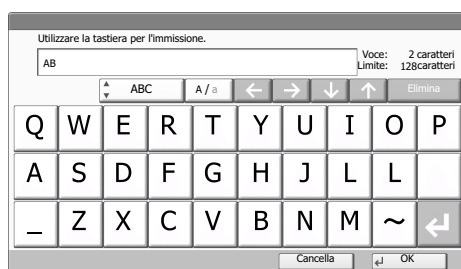 Utilizzare la tastiera per l'immissione.
AB
Voce: 2 caratteri
Limite: 128caratteri
ABC A / a ← → ↓ ↑ Elimina
Q W E R T Y U I O P
A S D F G H J L L
_ Z X C V B N M ~ ↵
Cancella ↵ OK